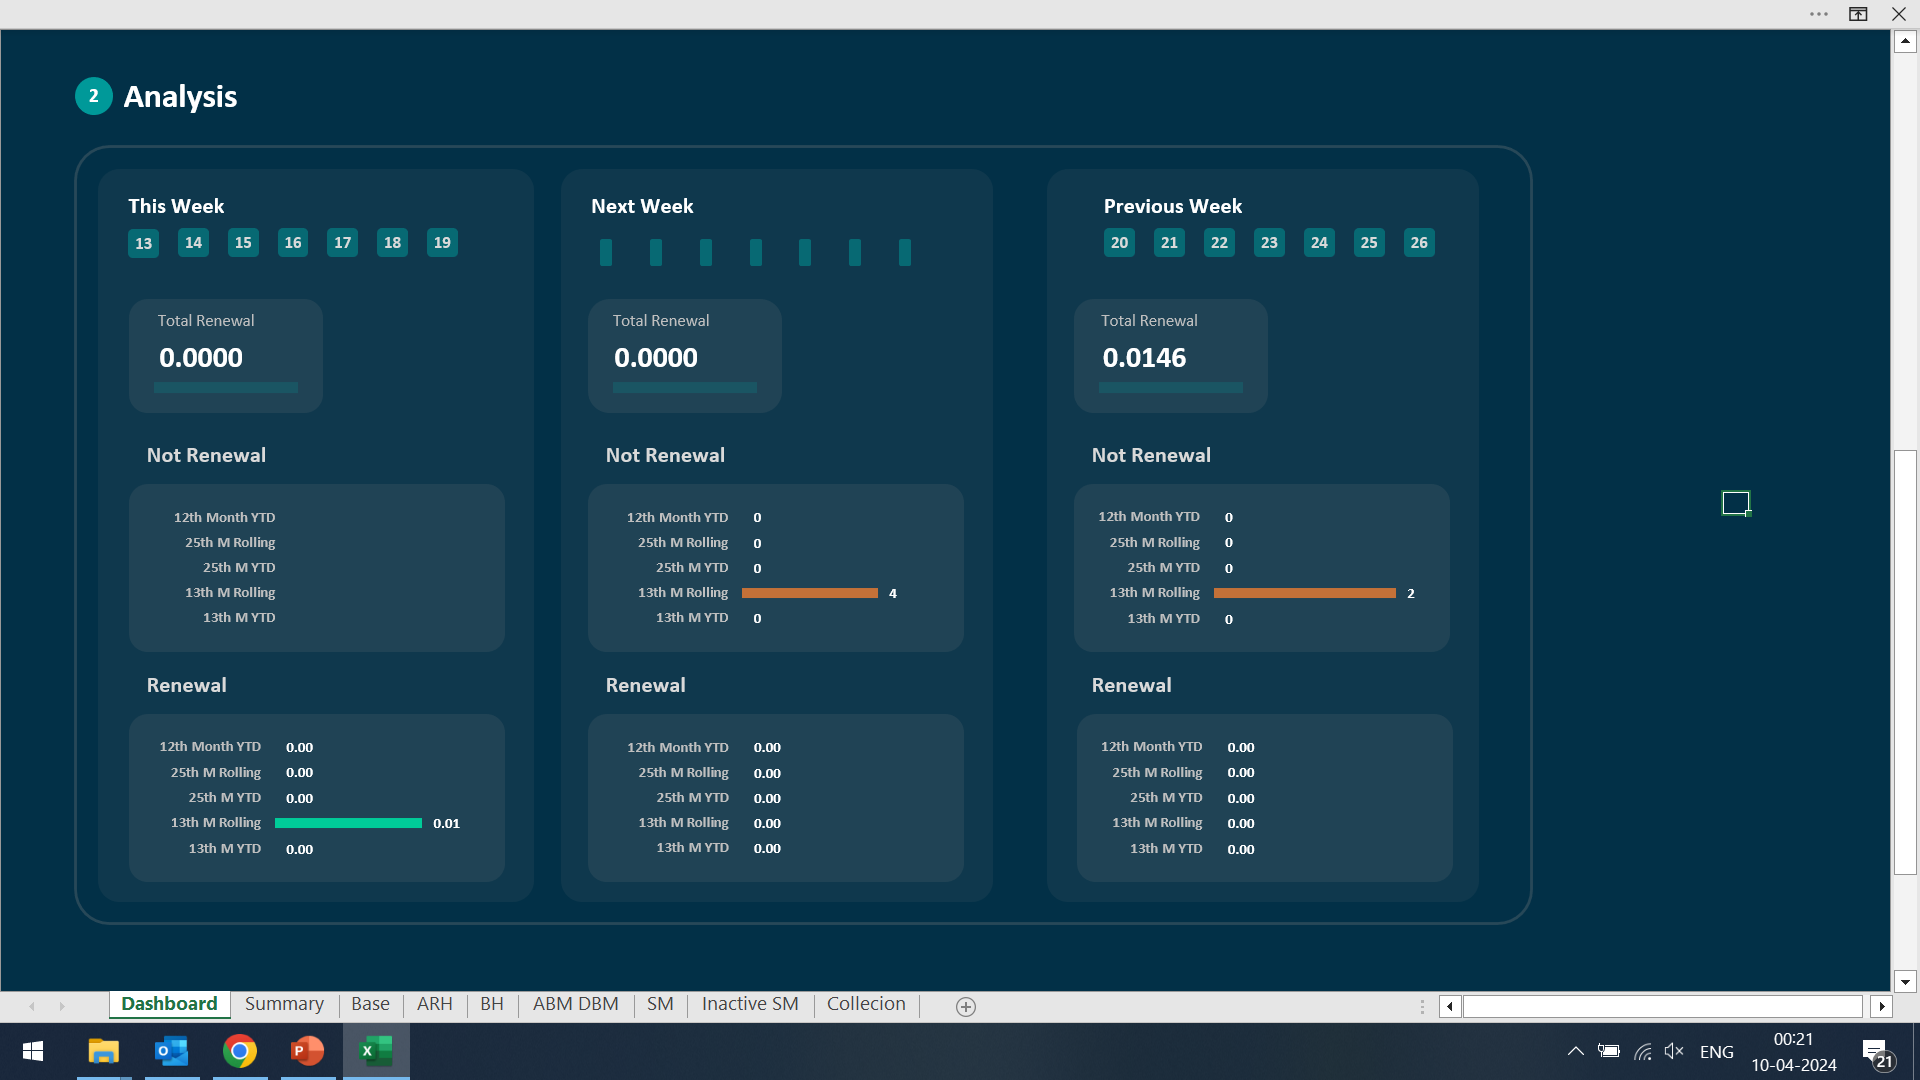 2 Analysis
This Week
13 14 15 16 17 18 19
Total Renewal
0.0000
Not Renewal
12th Month YTD
25th M Rolling
25th M YTD
13th M Rolling
13th M YTD
Renewal
12th Month YTD 0.00
25th M Rolling 0.00
25th M YTD 0.00
13th M Rolling 0.01
13th M YTD 0.00
Next Week
Total Renewal
0.0000
Not Renewal
12th Month YTD 0
25th M Rolling 0
25th M YTD 0
13th M Rolling 4
13th M YTD 0
Renewal
12th Month YTD 0.00
25th M Rolling 0.00
25th M YTD 0.00
13th M Rolling 0.00
13th M YTD 0.00
Previous Week
20 21 22 23 24 25 26
Total Renewal
0.0146
Not Renewal
12th Month YTD 0
25th M Rolling 0
25th M YTD 0
13th M Rolling 2
13th M YTD 0
Renewal
12th Month YTD 0.00
25th M Rolling 0.00
25th M YTD 0.00
13th M Rolling 0.00
13th M YTD 0.00
Dashboard Summary Base ARH BH ABM DBM SM Inactive SM Collecion
ENG
00:21
10-04-2024
21